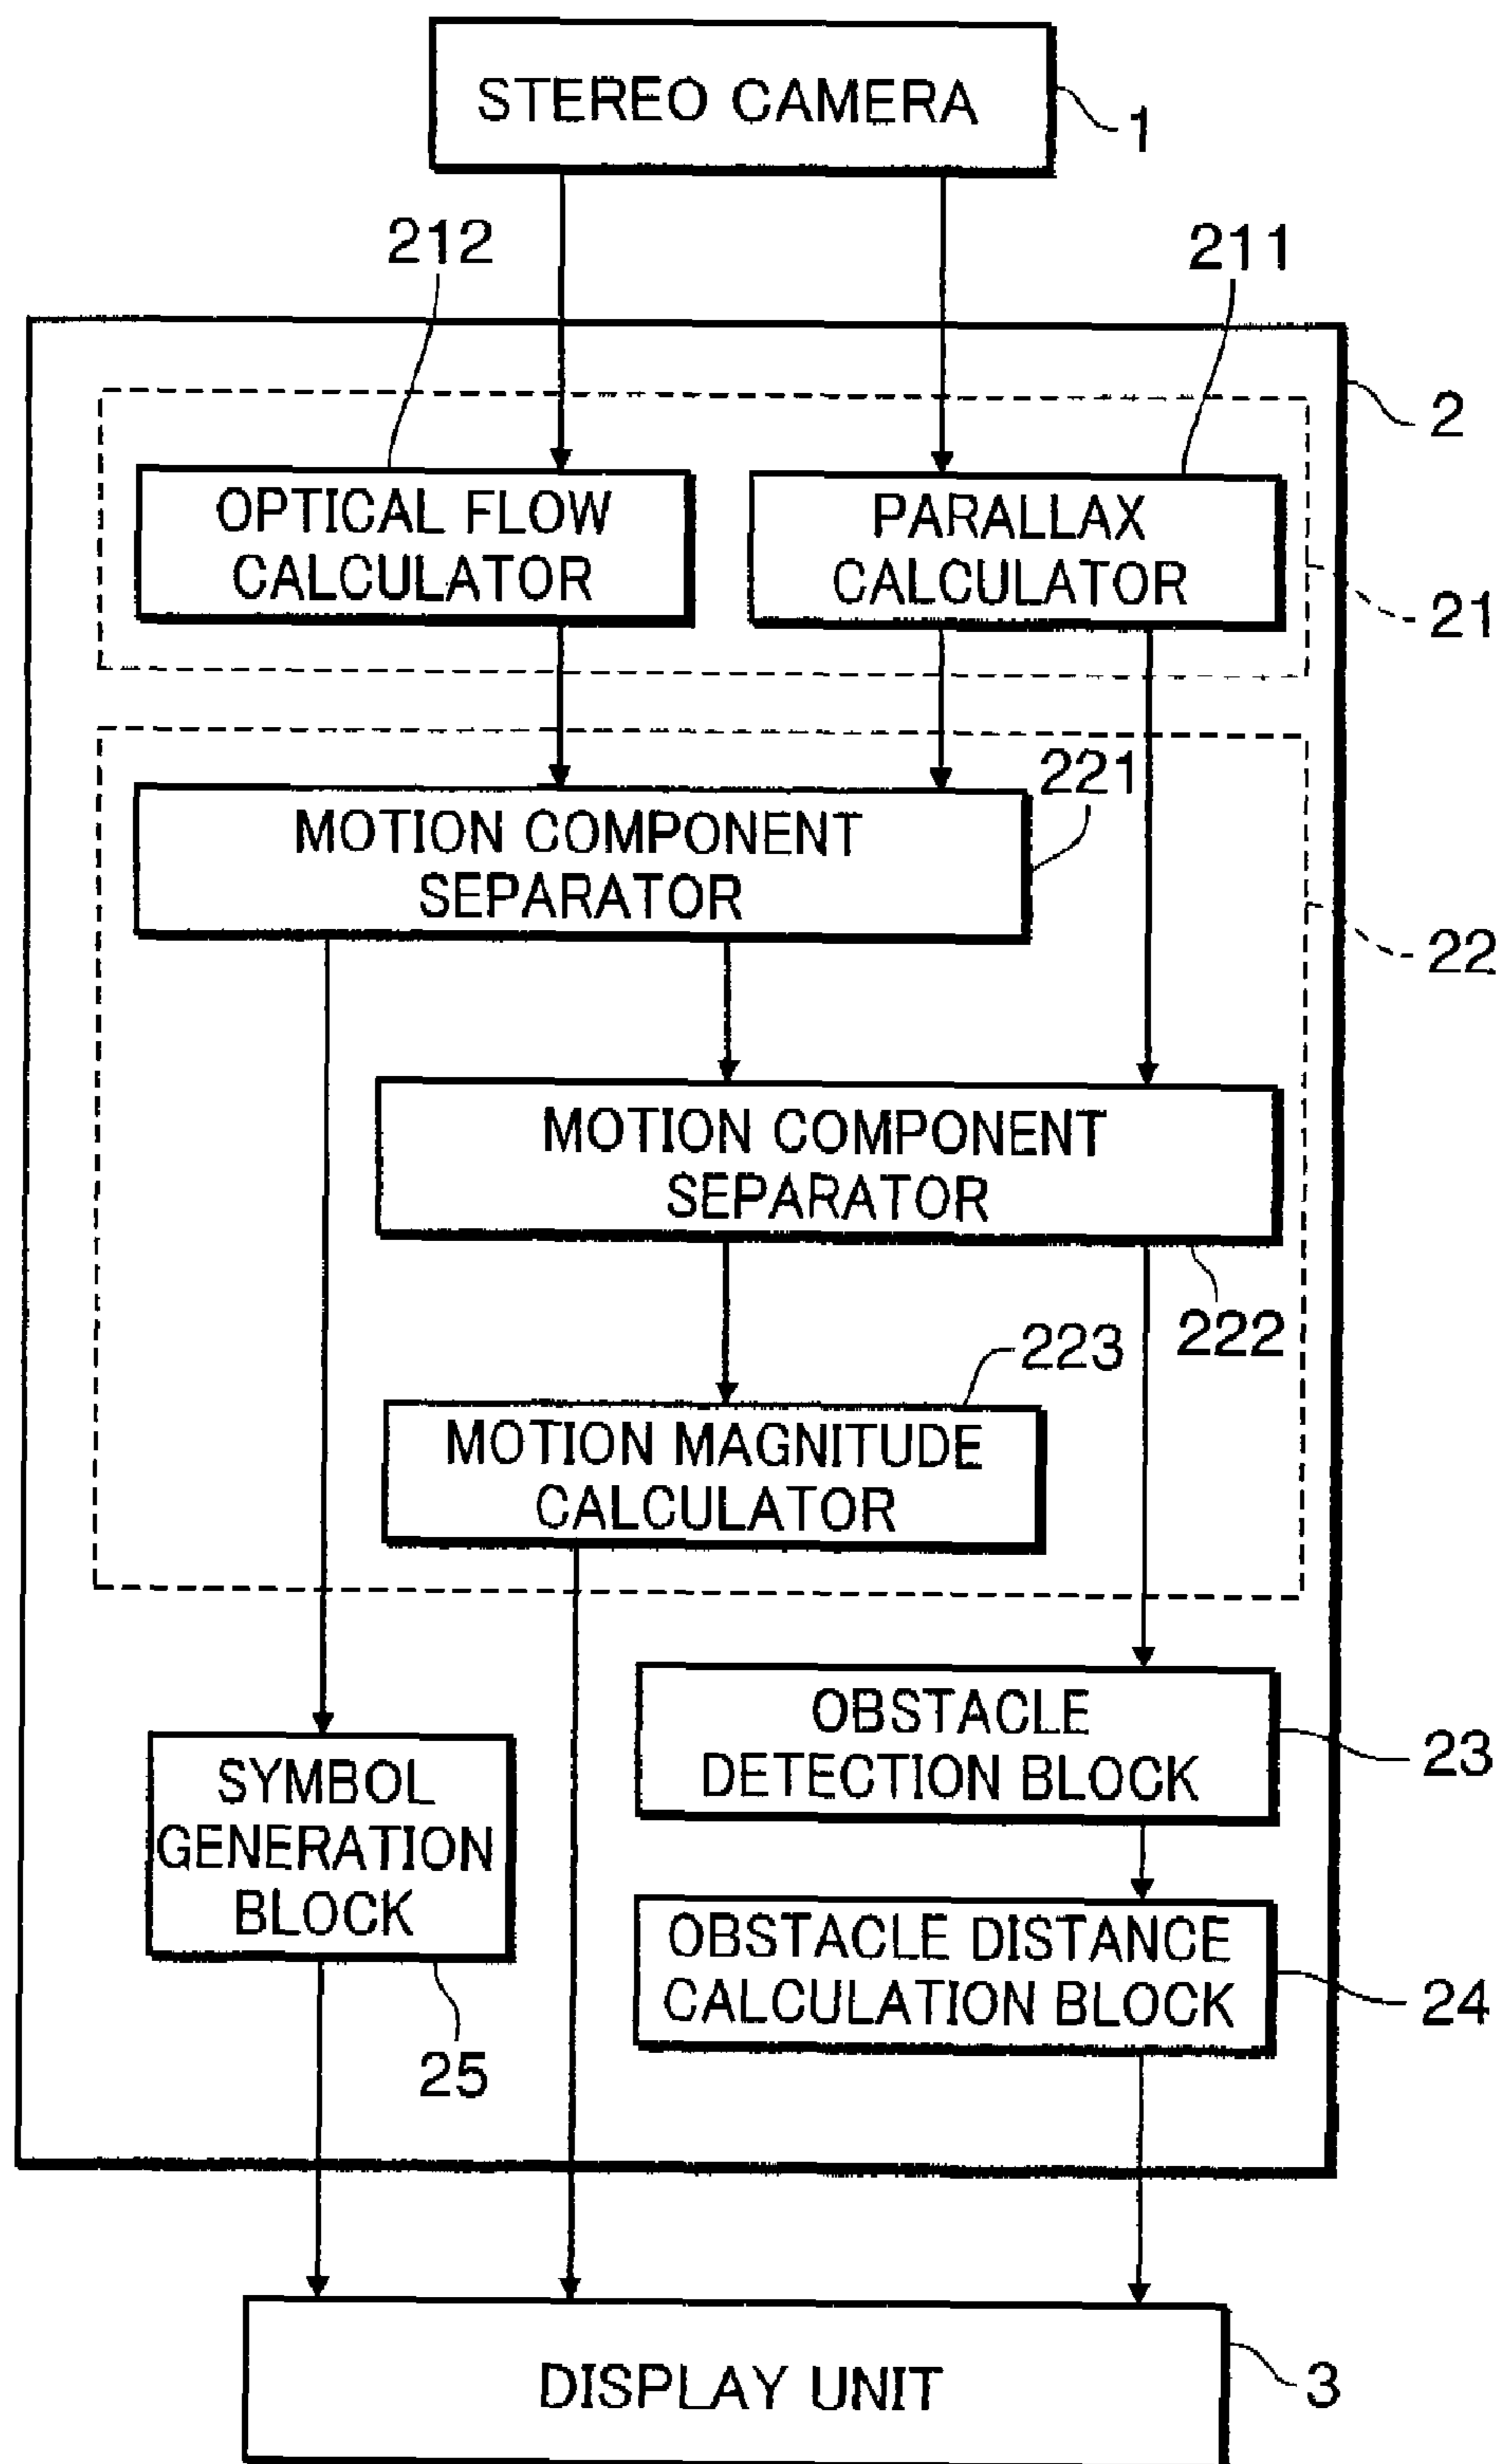 STEREO CAMERA
1
212
211
2
OPTICAL FLOW
CALCULATOR
PARALLAX
CALCULATOR
21
221
MOTION COMPONENT
SEPARATOR
22
MOTION COMPONENT
SEPARATOR
222
223
MOTION MAGNITUDE
CALCULATOR
OBSTACLE
DETECTION BLOCK
23
SYMBOL
GENERATION
BLOCK
25
OBSTACLE DISTANCE
CALCULATION BLOCK
24
DISPLAY UNIT
3